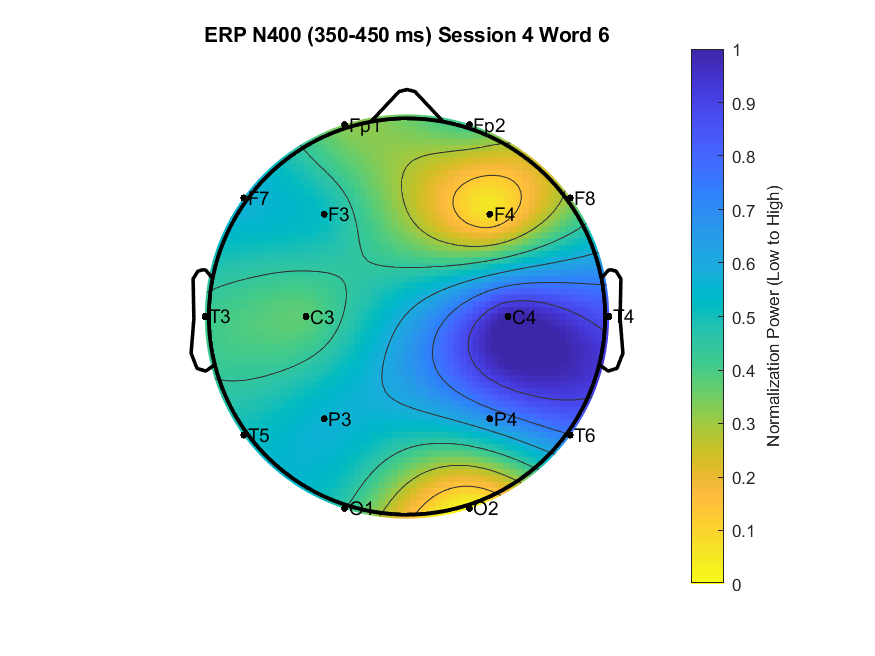 ERP N400 (350-450 ms) Session 4 Word 6
Fp1 Fp2
F7 F3 F4 F8
T3 C3 C4 T4
T5 P3 P4 T6
O1 O2
1
0.9
0.8
0.7
0.6
0.5
0.4
0.3
0.2
0.1
0
Normalization Power (Low to High)